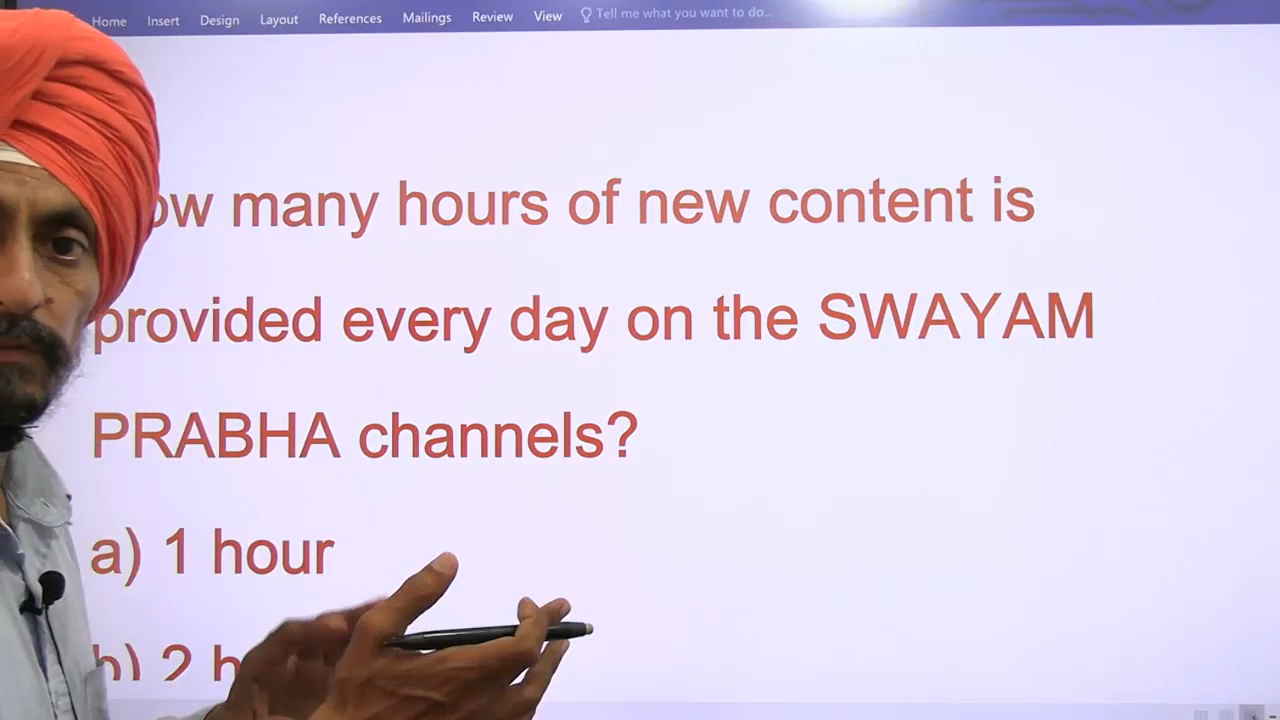 Home Insert Design Layout References Mailings Review View Tell me what you want to do...
many hours of new content is
provided every day on the SWAYAM
PRABHA channels?
a) 1 hour
b) 2